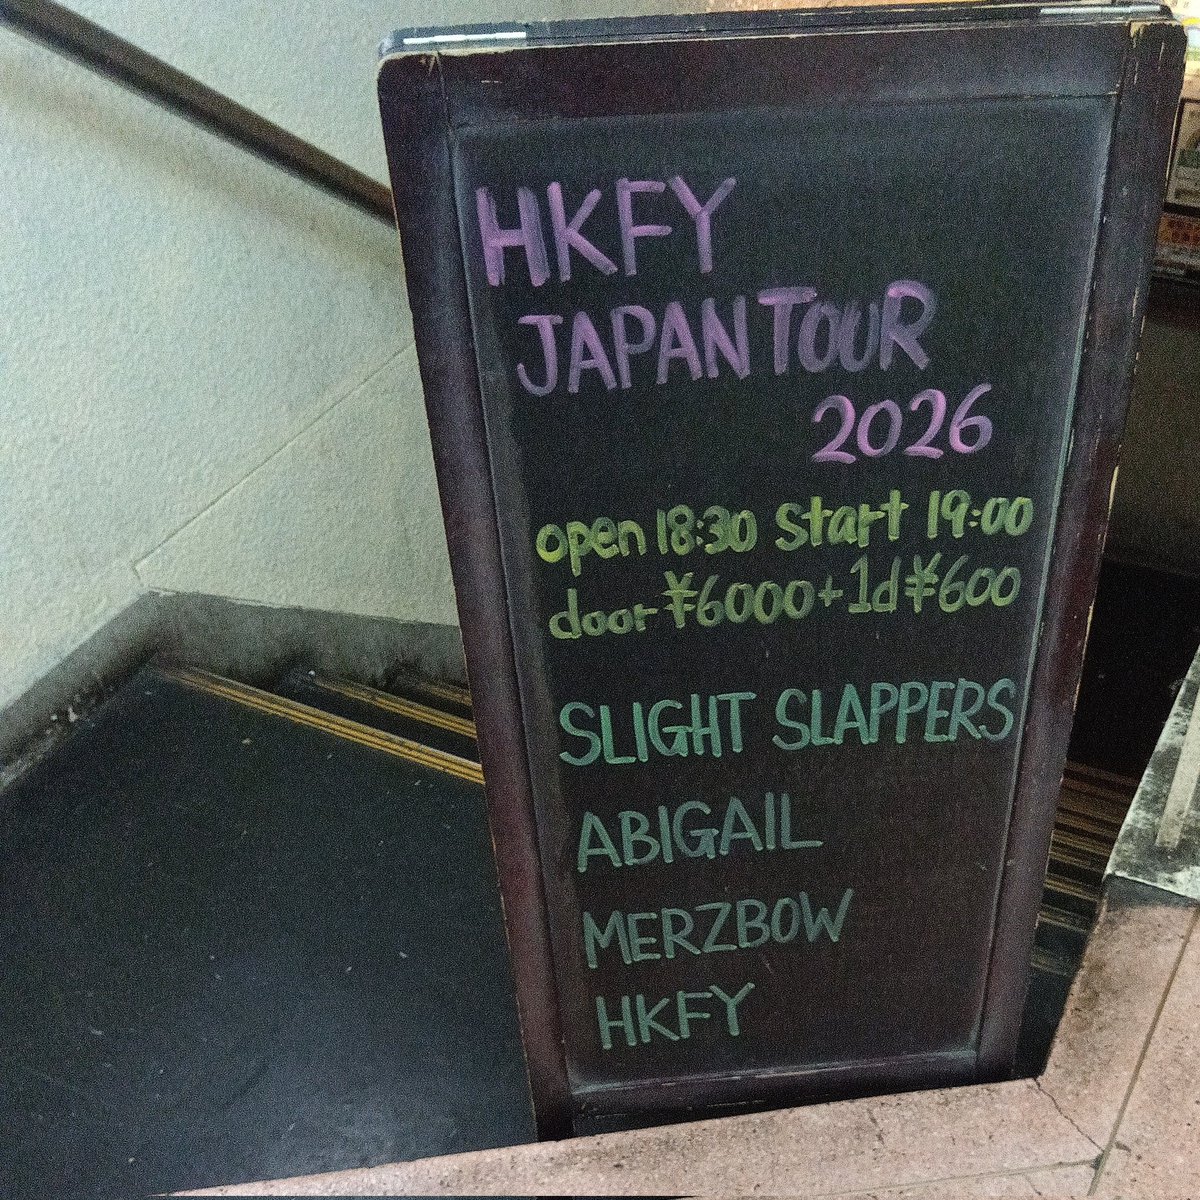 HKFY
JAPAN TOUR
2026
open 18:30 Start 19:00
door ¥6000+1d¥600
SLIGHT SLAPPERS
ABIGAIL
MERZBOW
HKFY